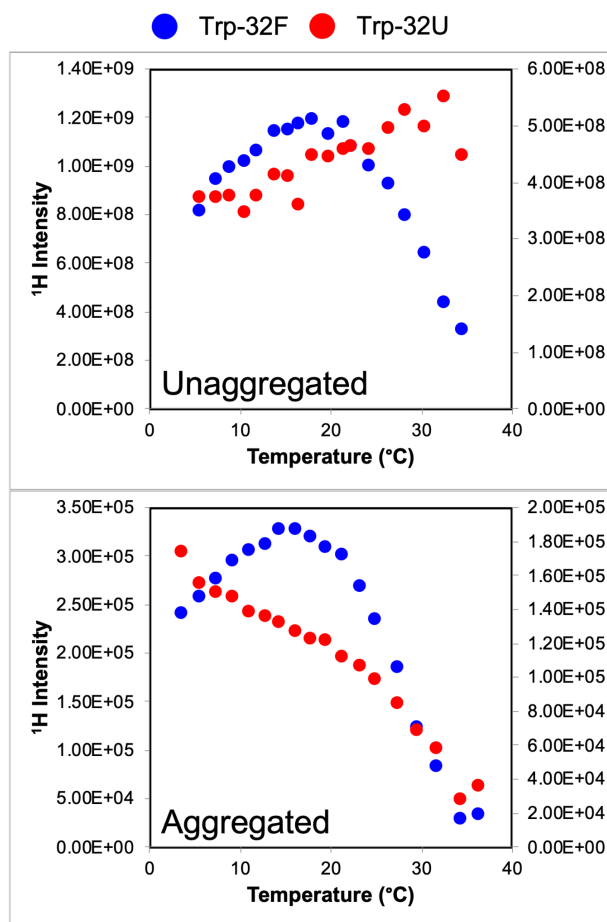 Trp-32F Trp-32U
1.40E+09
1.20E+09
1.00E+09
8.00E+08
6.00E+08
4.00E+08
2.00E+08
0.00E+00
¹H Intensity
6.00E+08
5.00E+08
4.00E+08
3.00E+08
2.00E+08
1.00E+08
0.00E+00
Unaggregated
0 10 20 30 40
Temperature (°C)
3.50E+05
3.00E+05
2.50E+05
2.00E+05
1.50E+05
1.00E+05
5.00E+04
0.00E+00
¹H Intensity
2.00E+05
1.80E+05
1.60E+05
1.40E+05
1.20E+05
1.00E+05
8.00E+04
6.00E+04
4.00E+04
2.00E+04
0.00E+00
Aggregated
0 10 20 30 40
Temperature (°C)